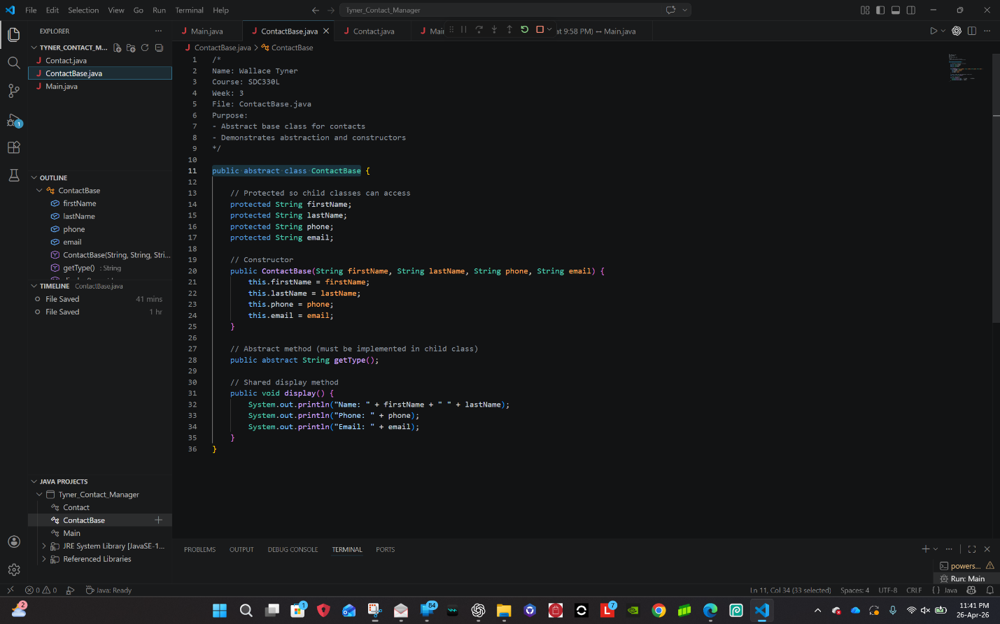 File Edit Selection View Go Run Terminal Help
Tyner_Contact_Manager
EXPLORER
TYNER_CONTACT_M...
Contact.java
ContactBase.java
Main.java
1
OUTLINE
ContactBase
firstName
lastName
phone
email
ContactBase(String, String, Stri...
getType() : String
TIMELINE ContactBase.java
File Saved 41 mins
File Saved 1 hr
JAVA PROJECTS
Tyner_Contact_Manager
Contact
ContactBase
Main
JRE System Library [JavaSE-1...
Referenced Libraries
Main.java ContactBase.java Contact.java Mai at 9:58 PM) ↔ Main.java
ContactBase.java > ContactBase
1 /*
2 Name: Wallace Tyner
3 Course: SDC330L
4 Week: 3
5 File: ContactBase.java
6 Purpose:
7 - Abstract base class for contacts
8 - Demonstrates abstraction and constructors
9 */
10
11 public abstract class ContactBase {
12
13 // Protected so child classes can access
14 protected String firstName;
15 protected String lastName;
16 protected String phone;
17 protected String email;
18
19 // Constructor
20 public ContactBase(String firstName, String lastName, String phone, String email) {
21 this.firstName = firstName;
22 this.lastName = lastName;
23 this.phone = phone;
24 this.email = email;
25 }
26
27 // Abstract method (must be implemented in child class)
28 public abstract String getType();
29
30 // Shared display method
31 public void display() {
32 System.out.println("Name: " + firstName + " " + lastName);
33 System.out.println("Phone: " + phone);
34 System.out.println("Email: " + email);
35 }
36 }
PROBLEMS OUTPUT DEBUG CONSOLE TERMINAL PORTS
powers...
Run: Main
0 0 Java: Ready
Ln 11, Col 34 (33 selected) Spaces: 4 UTF-8 CRLF { } Java
2
1
84
L 7
11:41 PM
26-Apr-26